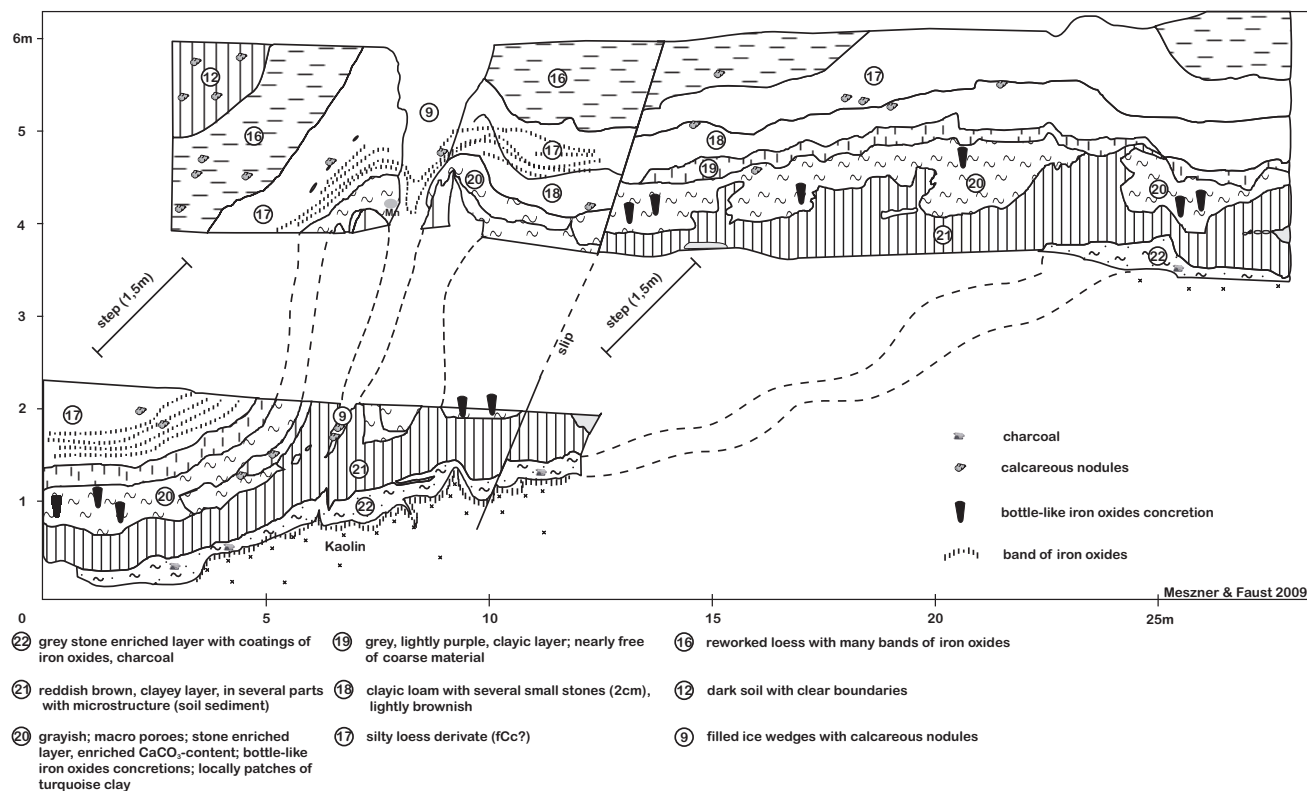 6m
5
4
3
2
1
0
5
10
15
20
25m
12
16
9
16
17
17
17
18
20
18
19
20
20
21
22
Mn
step (1,5m)
step (1,5m)
slip
17
9
20
21
22
Kaolin
charcoal
calcareous nodules
bottle-like iron oxides concretion
band of iron oxides
Meszner & Faust 2009
22 grey stone enriched layer with coatings of
iron oxides, charcoal
21 reddish brown, clayey layer, in several parts
with microstructure (soil sediment)
20 grayish; macro poroes; stone enriched
layer, enriched CaCO₃-content; bottle-like
iron oxides concretions; locally patches of
turquoise clay
19 grey, lightly purple, clayic layer; nearly free
of coarse material
18 clayic loam with several small stones (2cm),
lightly brownish
17 silty loess derivate (fCc?)
16 reworked loess with many bands of iron oxides
12 dark soil with clear boundaries
9 filled ice wedges with calcareous nodules